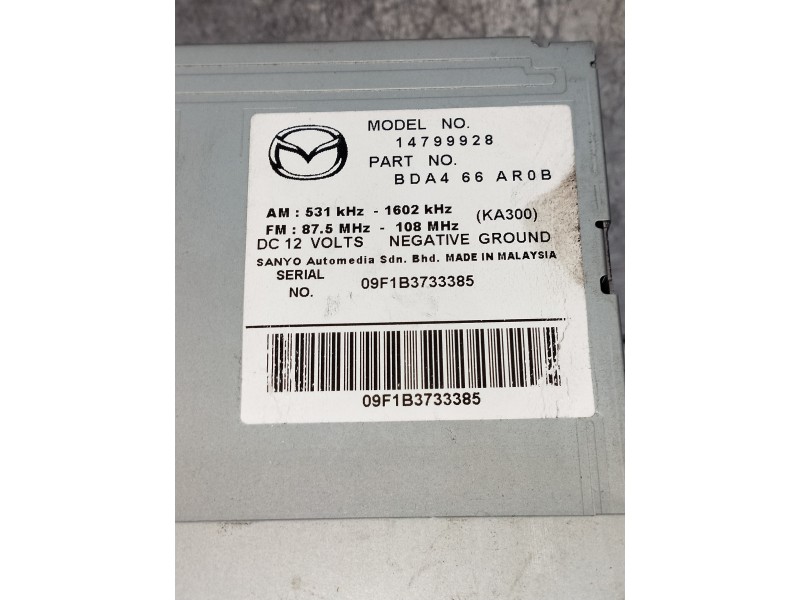 MODEL NO.
14799928
PART NO.
BDA4 66 AR0B
AM : 531 kHz - 1602 kHz (KA300)
FM : 87.5 MHz - 108 MHz
DC 12 VOLTS NEGATIVE GROUND
SANYO Automedia Sdn. Bhd. MADE IN MALAYSIA
SERIAL NO. 09F1B3733385
09F1B3733385